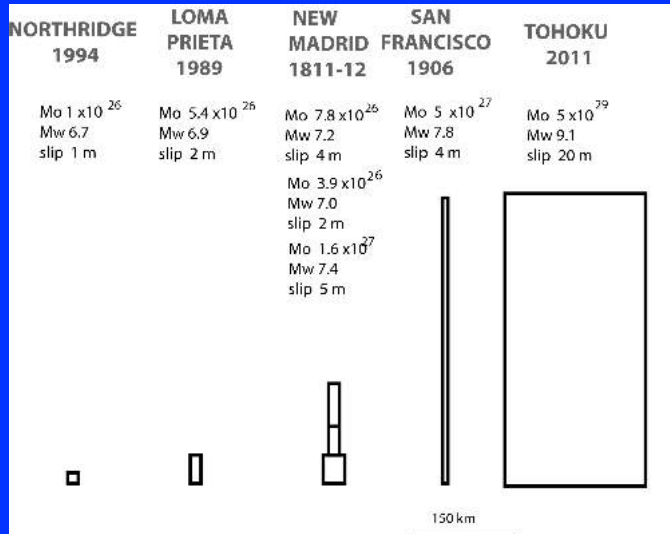 NORTHRIDGE
1994
Mo 1 x10 26
Mw 6.7
slip 1 m
LOMA
PRIETA
1989
Mo 5.4 x10 26
Mw 6.9
slip 2 m
NEW
MADRID
1811-12
Mo 7.8 x10 26
Mw 7.2
slip 4 m
Mo 3.9 x10 26
Mw 7.0
slip 2 m
Mo 1.6 x10 27
Mw 7.4
slip 5 m
SAN
FRANCISCO
1906
Mo 5 x10 27
Mw 7.8
slip 4 m
TOHOKU
2011
Mo 5 x10 29
Mw 9.1
slip 20 m
150 km